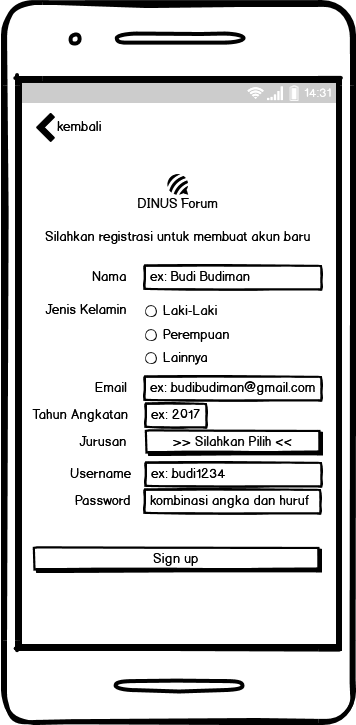 14:31
kembali
DINUS Forum
Silahkan registrasi untuk membuat akun baru
Nama ex: Budi Budiman
Jenis Kelamin Laki-Laki
Perempuan
Lainnya
Email ex: budibudiman@gmail.com
Tahun Angkatan ex: 2017
Jurusan >> Silahkan Pilih <<
Username ex: budi1234
Password kombinasi angka dan huruf
Sign up